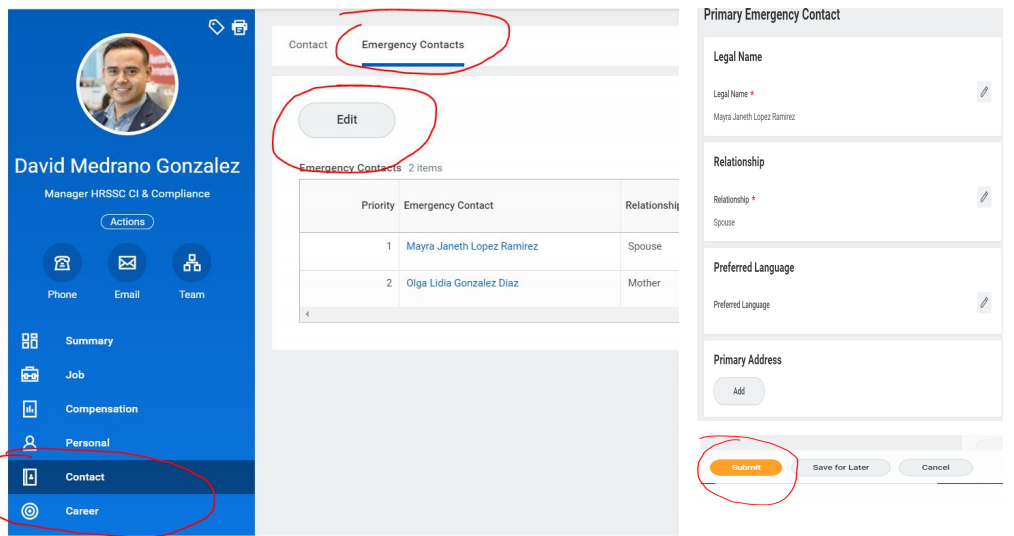 David Medrano Gonzalez
Manager HRSSC CI & Compliance
Actions
Phone Email Team
Summary
Job
Compensation
Personal
Contact
Career
Contact Emergency Contacts
Edit
Emergency Contacts 2 items
Priority Emergency Contact Relationship
1 Mayra Janeth Lopez Ramirez Spouse
2 Olga Lidia Gonzalez Diaz Mother
Primary Emergency Contact
Legal Name
Legal Name *
Mayra Janeth Lopez Ramirez
Relationship
Relationship *
Spouse
Preferred Language
Preferred Language
Primary Address
Add
Submit Save for Later Cancel